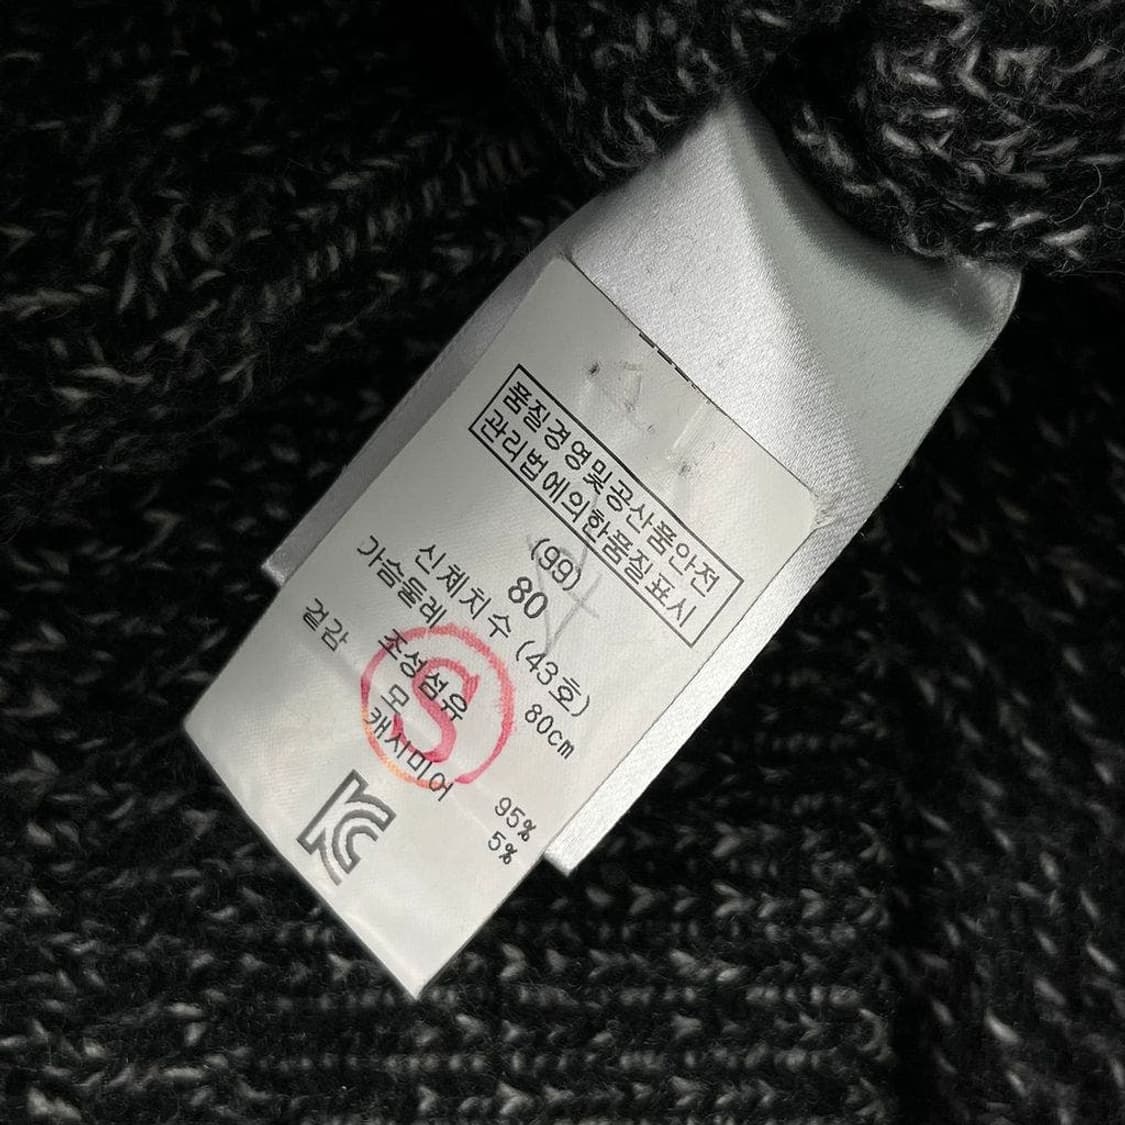 품질경영및공산품안전
관리법에의한품질표시
(99)
80
(43호)
신체치수
가슴둘레 80cm
겉감 조성섬유
모 95%
캐시미어 5%
S
KC